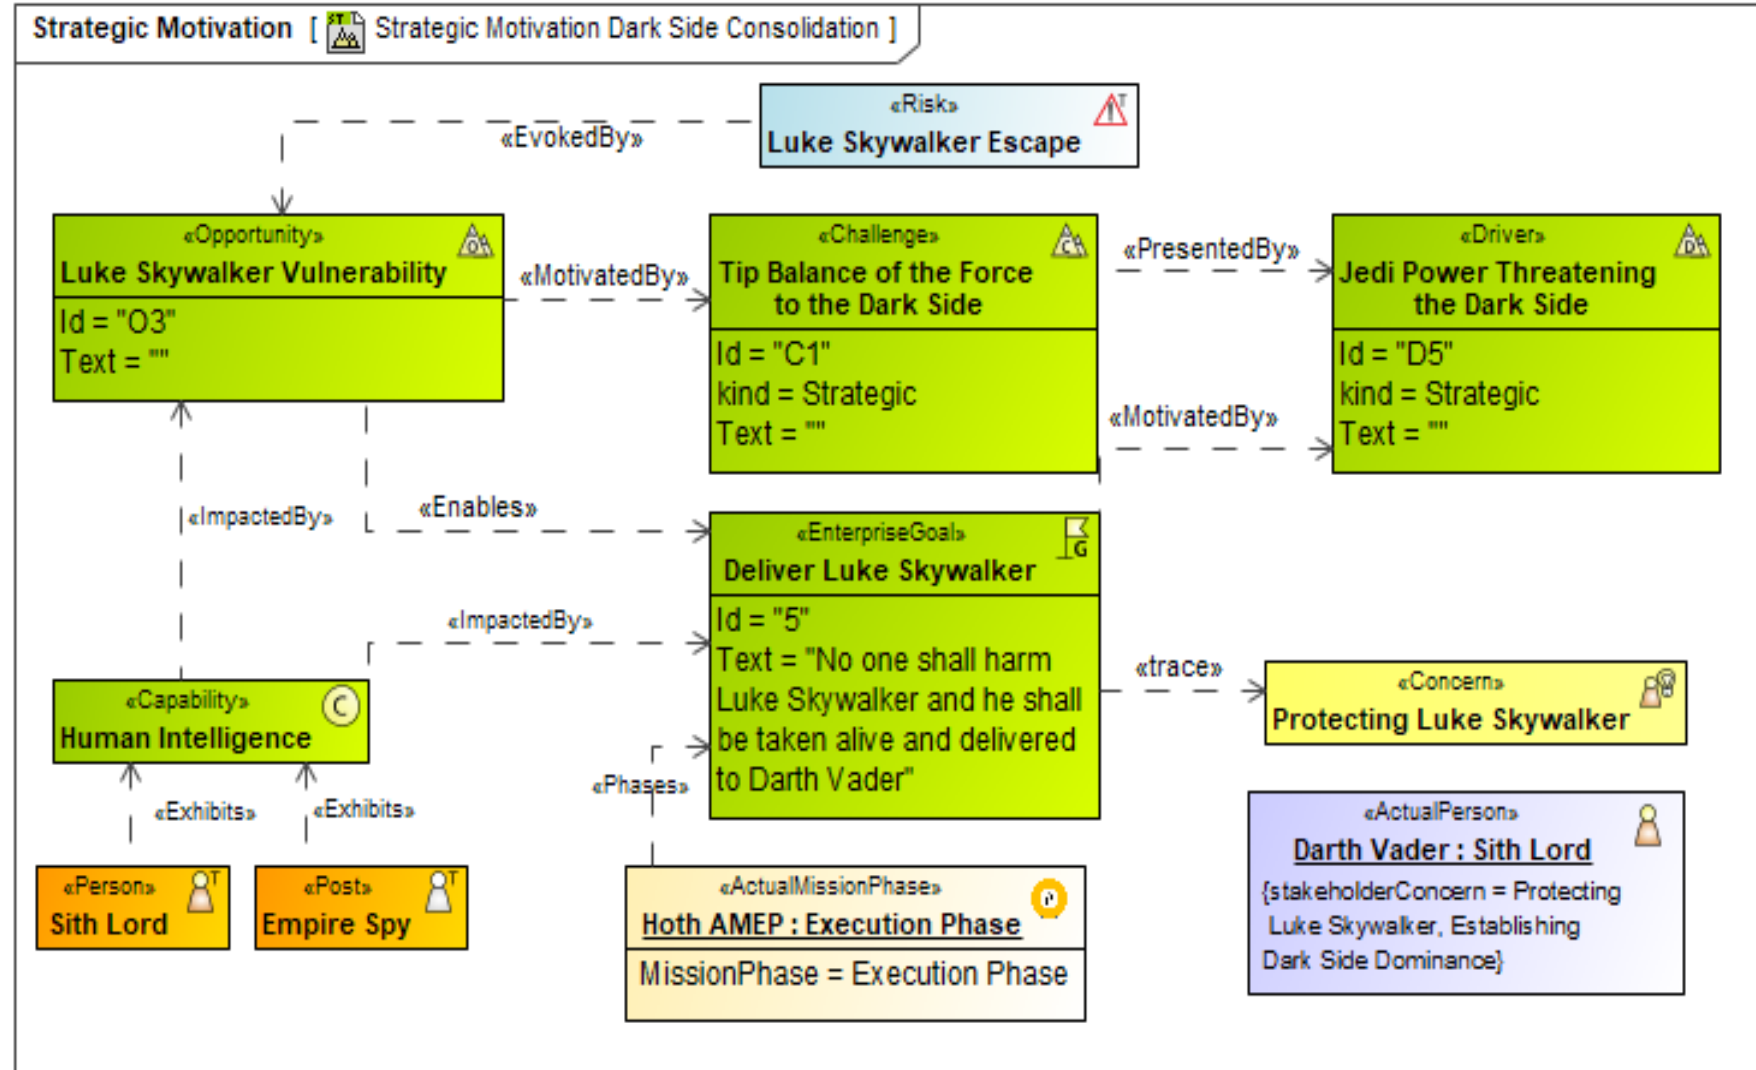 Strategic Motivation [ ST Strategic Motivation Dark Side Consolidation ]
«Risk»
Luke Skywalker Escape
«EvokedBy»
«Opportunity»
Luke Skywalker Vulnerability
Id = "O3"
Text = ""
«MotivatedBy»
«Challenge»
Tip Balance of the Force
to the Dark Side
Id = "C1"
kind = Strategic
Text = ""
«PresentedBy»
«Driver»
Jedi Power Threatening
the Dark Side
Id = "D5"
kind = Strategic
Text = ""
«MotivatedBy»
«ImpactedBy»
«Enables»
«EnterpriseGoal»
Deliver Luke Skywalker
Id = "5"
Text = "No one shall harm
Luke Skywalker and he shall
be taken alive and delivered
to Darth Vader"
«ImpactedBy»
«trace»
«Concern»
Protecting Luke Skywalker
«Capability»
Human Intelligence
C
«Phases»
«Exhibits»
«Exhibits»
«ActualPerson»
Darth Vader : Sith Lord
{stakeholderConcern = Protecting
Luke Skywalker, Establishing
Dark Side Dominance}
«Person»
Sith Lord
«Post»
Empire Spy
«ActualMissionPhase»
Hoth AMEP : Execution Phase
MissionPhase = Execution Phase